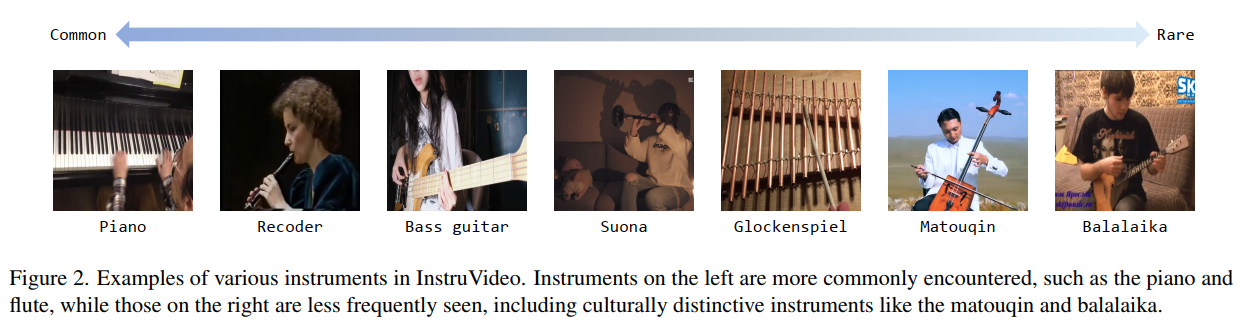 Common
Rare
SK
Piano
Recoder
Bass guitar
Suona
Glockenspiel
Matouqin
Balalaika
Figure 2. Examples of various instruments in InstruVideo. Instruments on the left are more commonly encountered, such as the piano and
flute, while those on the right are less frequently seen, including culturally distinctive instruments like the matouqin and balalaika.